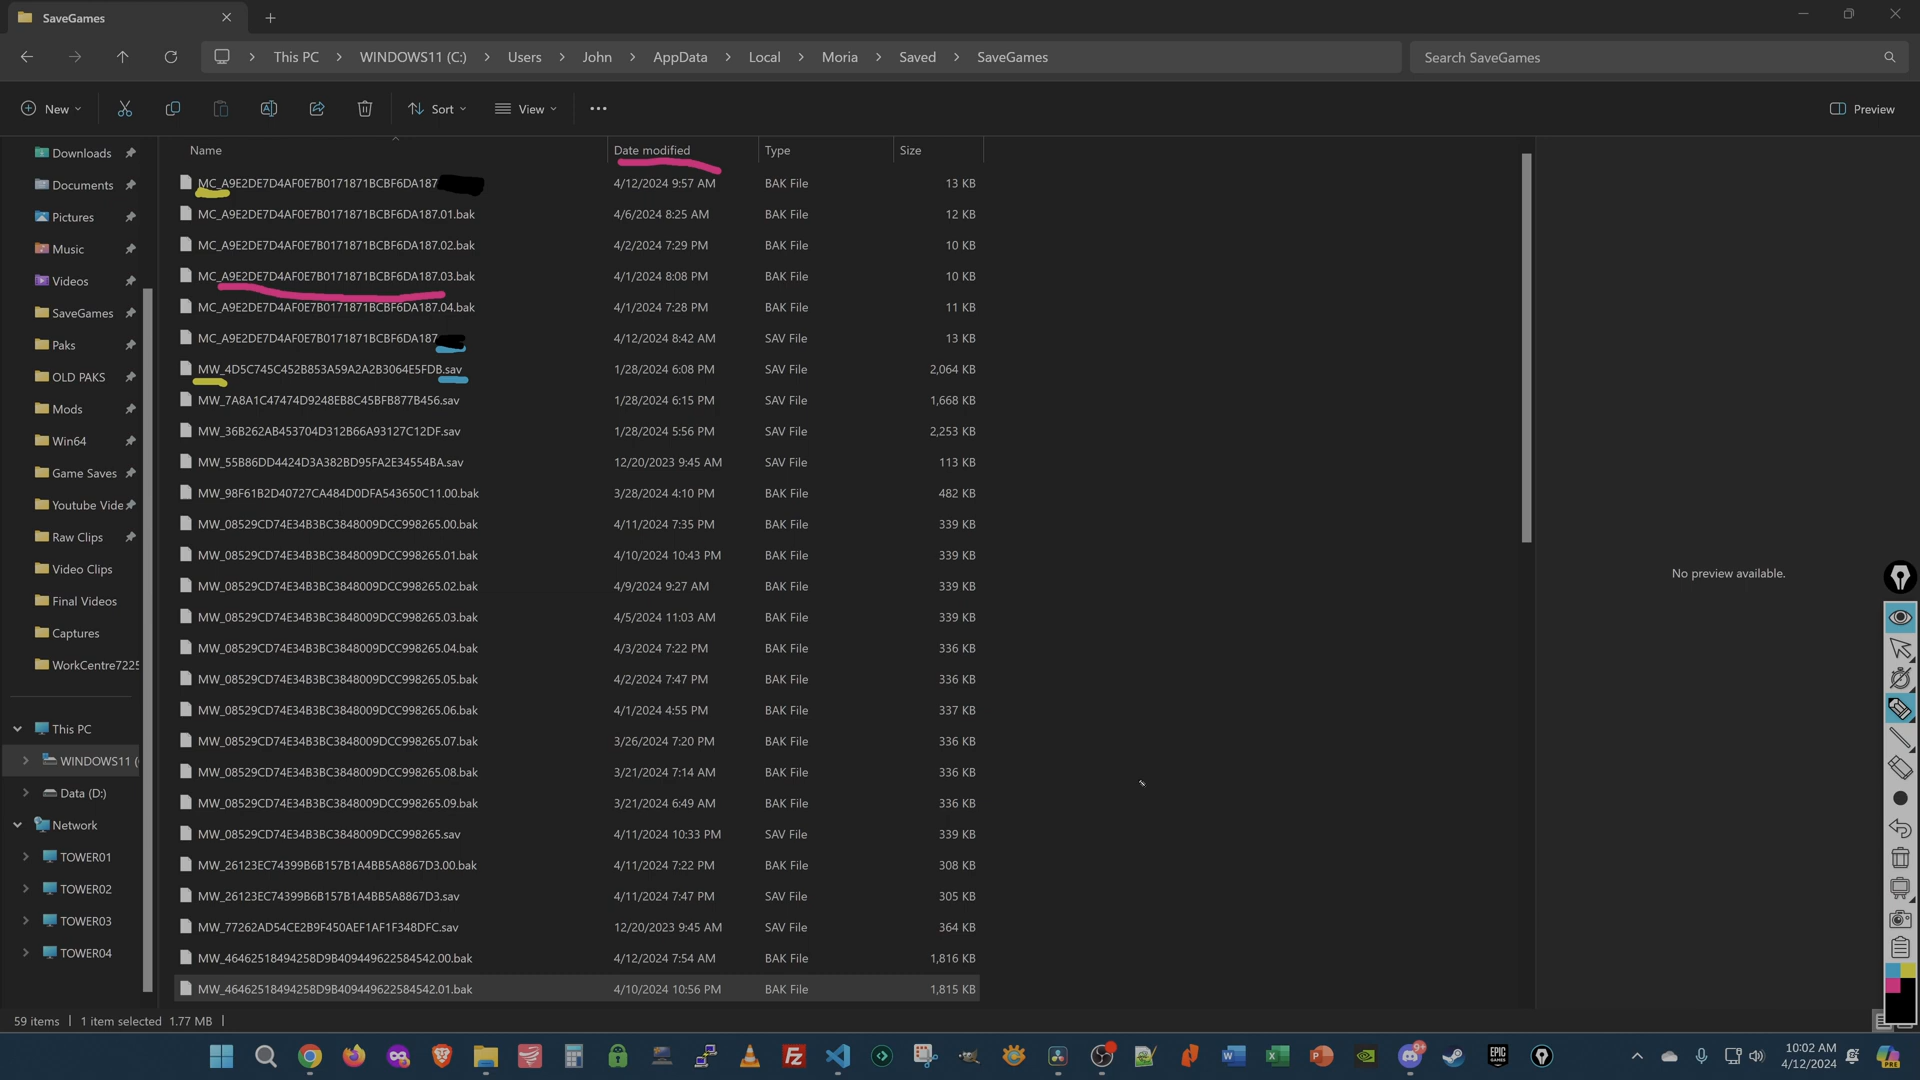 SaveGames
This PC > WINDOWS11 (C:) > Users > John > AppData > Local > Moria > Saved > SaveGames
Search SaveGames
New
Sort
View
Preview
Name Date modified Type Size
MC_A9E2DE7D4AF0E7B0171871BCBF6DA187 4/12/2024 9:57 AM BAK File 13 KB
MC_A9E2DE7D4AF0E7B0171871BCBF6DA187.01.bak 4/6/2024 8:25 AM BAK File 12 KB
MC_A9E2DE7D4AF0E7B0171871BCBF6DA187.02.bak 4/2/2024 7:29 PM BAK File 10 KB
MC_A9E2DE7D4AF0E7B0171871BCBF6DA187.03.bak 4/1/2024 8:08 PM BAK File 10 KB
MC_A9E2DE7D4AF0E7B0171871BCBF6DA187.04.bak 4/1/2024 7:28 PM BAK File 11 KB
MC_A9E2DE7D4AF0E7B0171871BCBF6DA187 4/12/2024 8:42 AM SAV File 13 KB
MW_4D5C745C452B853A59A2A2B3064E5FDB.sav 1/28/2024 6:08 PM SAV File 2,064 KB
MW_7A8A1C47474D9248EB8C45BFB877B456.sav 1/28/2024 6:15 PM SAV File 1,668 KB
MW_36B262AB453704D312B66A93127C12DF.sav 1/28/2024 5:56 PM SAV File 2,253 KB
MW_55B86DD4424D3A382BD95FA2E34554BA.sav 12/20/2023 9:45 AM SAV File 113 KB
MW_98F61B2D40727CA484D0DFA543650C11.00.bak 3/28/2024 4:10 PM BAK File 482 KB
MW_08529CD74E34B3BC3848009DCC998265.00.bak 4/11/2024 7:35 PM BAK File 339 KB
MW_08529CD74E34B3BC3848009DCC998265.01.bak 4/10/2024 10:43 PM BAK File 339 KB
MW_08529CD74E34B3BC3848009DCC998265.02.bak 4/9/2024 9:27 AM BAK File 339 KB
MW_08529CD74E34B3BC3848009DCC998265.03.bak 4/5/2024 11:03 AM BAK File 339 KB
MW_08529CD74E34B3BC3848009DCC998265.04.bak 4/3/2024 7:22 PM BAK File 336 KB
MW_08529CD74E34B3BC3848009DCC998265.05.bak 4/2/2024 7:47 PM BAK File 336 KB
MW_08529CD74E34B3BC3848009DCC998265.06.bak 4/1/2024 4:55 PM BAK File 337 KB
MW_08529CD74E34B3BC3848009DCC998265.07.bak 3/26/2024 7:20 PM BAK File 336 KB
MW_08529CD74E34B3BC3848009DCC998265.08.bak 3/21/2024 7:14 AM BAK File 336 KB
MW_08529CD74E34B3BC3848009DCC998265.09.bak 3/21/2024 6:49 AM BAK File 336 KB
MW_08529CD74E34B3BC3848009DCC998265.sav 4/11/2024 10:33 PM SAV File 339 KB
MW_26123EC74399B6B157B1A4BB5A8867D3.00.bak 4/11/2024 7:22 PM BAK File 308 KB
MW_26123EC74399B6B157B1A4BB5A8867D3.sav 4/11/2024 7:47 PM SAV File 305 KB
MW_77262AD54CE2B9F450AEF1AF1F348DFC.sav 12/20/2023 9:45 AM SAV File 364 KB
MW_46462518494258D9B409449622584542.00.bak 4/12/2024 7:54 AM BAK File 1,816 KB
MW_46462518494258D9B409449622584542.01.bak 4/10/2024 10:56 PM BAK File 1,815 KB
Downloads
Documents
Pictures
Music
Videos
SaveGames
Paks
OLD PAKS
Mods
Win64
Game Saves
Youtube Vide
Raw Clips
Video Clips
Final Videos
Captures
WorkCentre7225
This PC
WINDOWS11 (
Data (D:)
Network
TOWER01
TOWER02
TOWER03
TOWER04
No preview available.
59 items 1 item selected 1.77 MB
10:02 AM
4/12/2024
9+
EPIC
GAMES
PRE